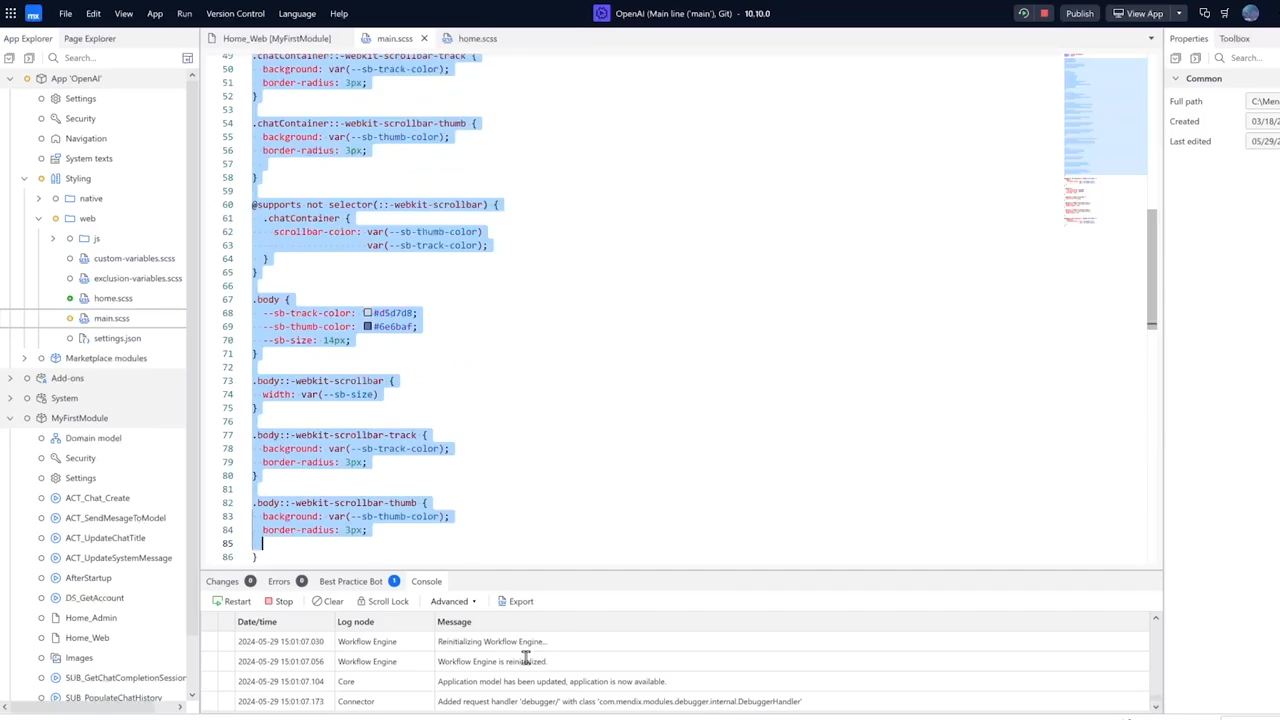 File Edit View App Run Version Control Language Help
OpenAI (Main line ('main'), Git) - 10.10.0
Publish View App
mx
App Explorer Page Explorer
Home_Web [MyFirstModule] main.scss home.scss
Properties Toolbox
Search...
Search...
Common
Full path C:\Men
Created 03/18/2
Last edited 05/29/2
App 'OpenAI'
Settings
Security
Navigation
System texts
Styling
native
web
js
custom-variables.scss
exclusion-variables.scss
home.scss
main.scss
settings.json
Marketplace modules
Add-ons
System
MyFirstModule
Domain model
Security
Settings
ACT_Chat_Create
ACT_SendMesageToModel
ACT_UpdateChatTitle
ACT_UpdateSystemMessage
AfterStartup
DS_GetAccount
Home_Admin
Home_Web
Images
SUB_GetChatCompletionSession
SUB_PopulateChatHistory
49 .chatContainer::-webkit-scrollbar-track {
50 background: var(--sb-track-color);
51 border-radius: 3px;
52 }
53
54 .chatContainer::-webkit-scrollbar-thumb {
55 background: var(--sb-thumb-color);
56 border-radius: 3px;
57
58 }
59
60 @supports not selector(::-webkit-scrollbar) {
61 .chatContainer {
62 scrollbar-color: var(--sb-thumb-color)
63 var(--sb-track-color);
64 }
65 }
66
67 .body {
68 --sb-track-color: #d5d7d8;
69 --sb-thumb-color: #6e6baf;
70 --sb-size: 14px;
71 }
72
73 .body::-webkit-scrollbar {
74 width: var(--sb-size)
75 }
76
77 .body::-webkit-scrollbar-track {
78 background: var(--sb-track-color);
79 border-radius: 3px;
80 }
81
82 .body::-webkit-scrollbar-thumb {
83 background: var(--sb-thumb-color);
84 border-radius: 3px;
85
86 }
Changes 0 Errors 0 Best Practice Bot 1 Console
Restart Stop Clear Scroll Lock Advanced Export
Date/time Log node Message
2024-05-29 15:01:07.030 Workflow Engine Reinitializing Workflow Engine...
2024-05-29 15:01:07.056 Workflow Engine Workflow Engine is reinitialized.
2024-05-29 15:01:07.104 Core Application model has been updated, application is now available.
2024-05-29 15:01:07.173 Connector Added request handler 'debugger/' with class 'com.mendix.modules.debugger.internal.DebuggerHandler'